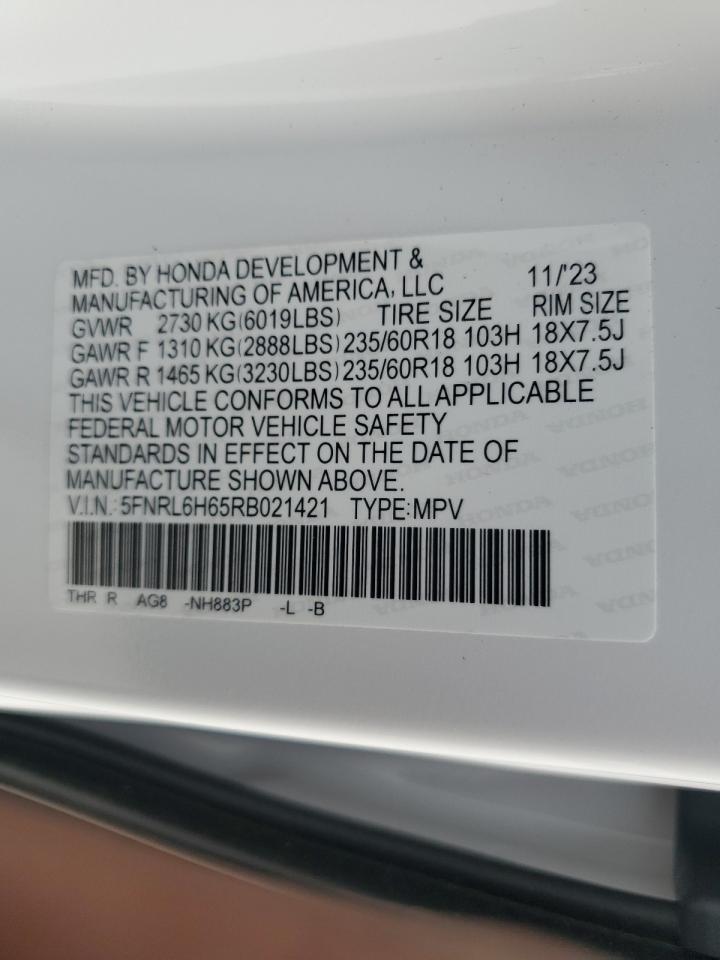 MFD. BY HONDA DEVELOPMENT &
MANUFACTURING OF AMERICA, LLC 11/'23
GVWR 2730 KG(6019LBS) TIRE SIZE RIM SIZE
GAWR F 1310 KG(2888LBS) 235/60R18 103H 18X7.5J
GAWR R 1465 KG(3230LBS) 235/60R18 103H 18X7.5J
THIS VEHICLE CONFORMS TO ALL APPLICABLE
FEDERAL MOTOR VEHICLE SAFETY
STANDARDS IN EFFECT ON THE DATE OF
MANUFACTURE SHOWN ABOVE.
V.I.N.: 5FNRL6H65RB021421 TYPE:MPV
THR R AG8 -NH883P -L -B